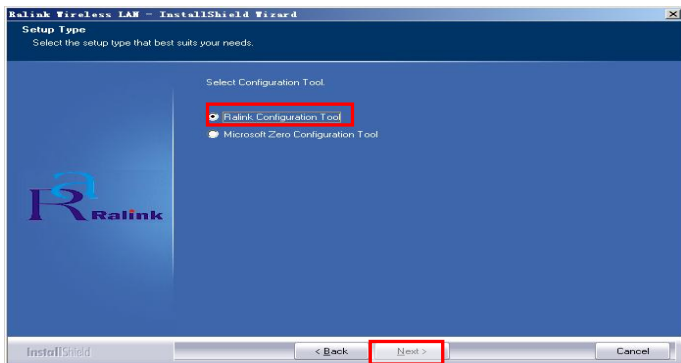 Ralink Wireless LAN - InstallShield Wizard
Setup Type
Select the setup type that best suits your needs.
Select Configuration Tool.
Ralink Configuration Tool
Microsoft Zero Configuration Tool
Ralink
InstallShield
< Back
Next >
Cancel